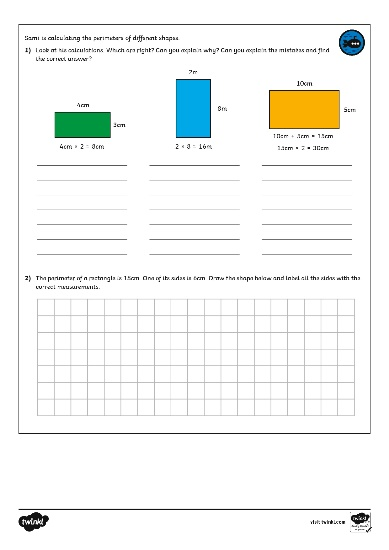 Sami is calculating the perimeters of different shapes.
1) Look at his calculations. Which are right? Can you explain why? Can you explain the mistakes and find
the correct answer?
2m
10cm
4cm
8m
5cm
3cm
10cm + 5cm = 15cm
4cm × 2 = 8cm
2 × 8 = 16m
15cm × 2 = 30cm
2) The perimeter of a rectangle is 15cm. One of its sides is 6cm. Draw the shape below and label all the sides with the
correct measurements.
twinkl
visit twinkl.com
twinkl